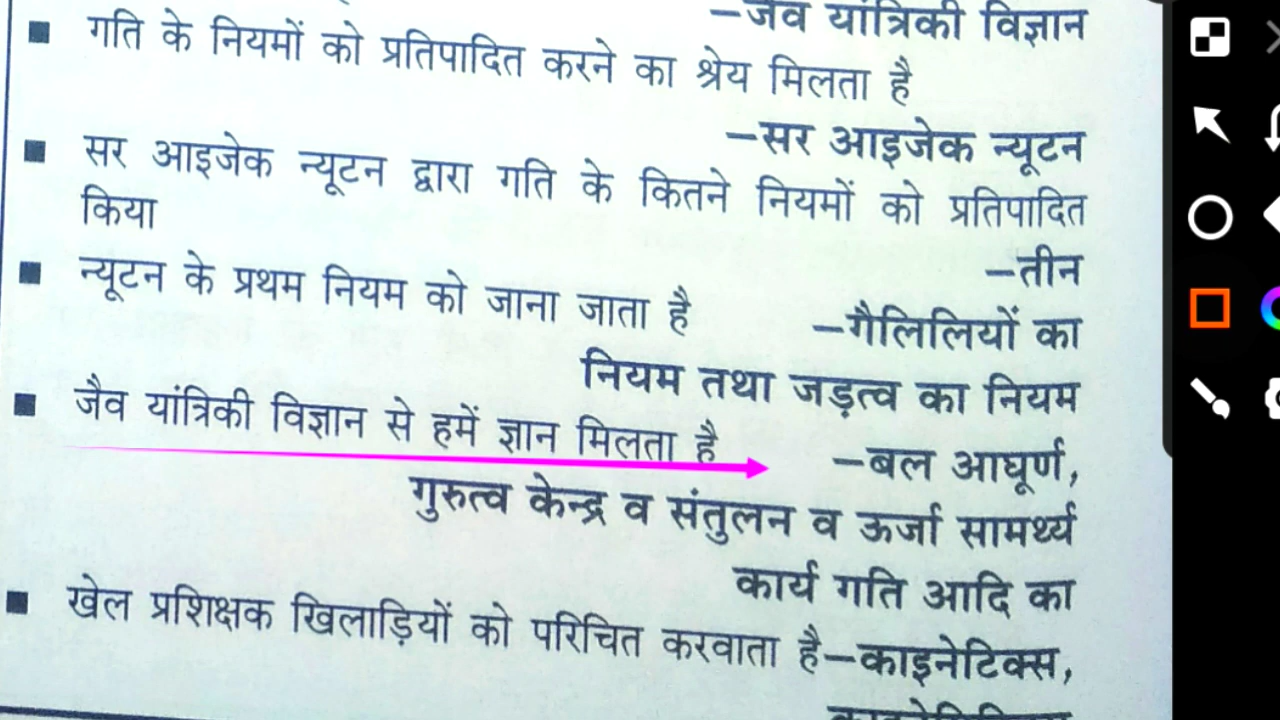 –जैव यांत्रिकी विज्ञान
■ गति के नियमों को प्रतिपादित करने का श्रेय मिलता है
–सर आइजेक न्यूटन
■ सर आइजेक न्यूटन द्वारा गति के कितने नियमों को प्रतिपादित
किया
–तीन
■ न्यूटन के प्रथम नियम को जाना जाता है –गैलिलियों का
नियम तथा जड़त्व का नियम
■ जैव यांत्रिकी विज्ञान से हमें ज्ञान मिलता है –बल आघूर्ण,
गुरुत्व केन्द्र व संतुलन व ऊर्जा सामर्थ्य
कार्य गति आदि का
■ खेल प्रशिक्षक खिलाड़ियों को परिचित करवाता है–काइनेटिक्स,